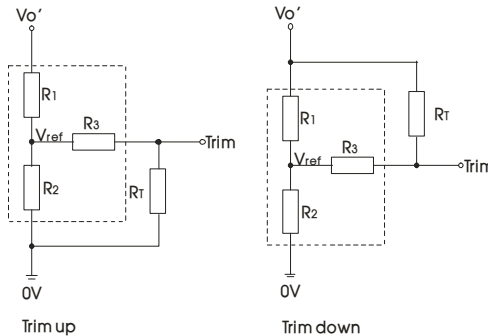 Vo’
R1
Vref
R3
Trim
R2
RT
0V
Trim up
Vo’
R1
RT
Vref
R3
Trim
R2
0V
Trim down